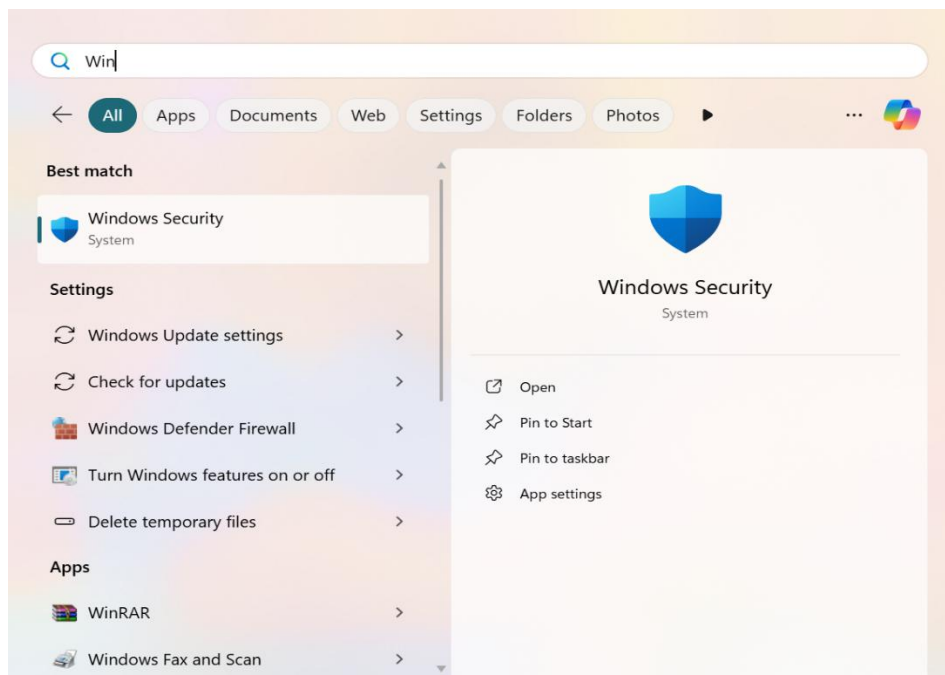 Win
All Apps Documents Web Settings Folders Photos ...
Best match
Windows Security
System
Settings
Windows Update settings
Check for updates
Windows Defender Firewall
Turn Windows features on or off
Delete temporary files
Apps
WinRAR
Windows Fax and Scan
Windows Security
System
Open
Pin to Start
Pin to taskbar
App settings